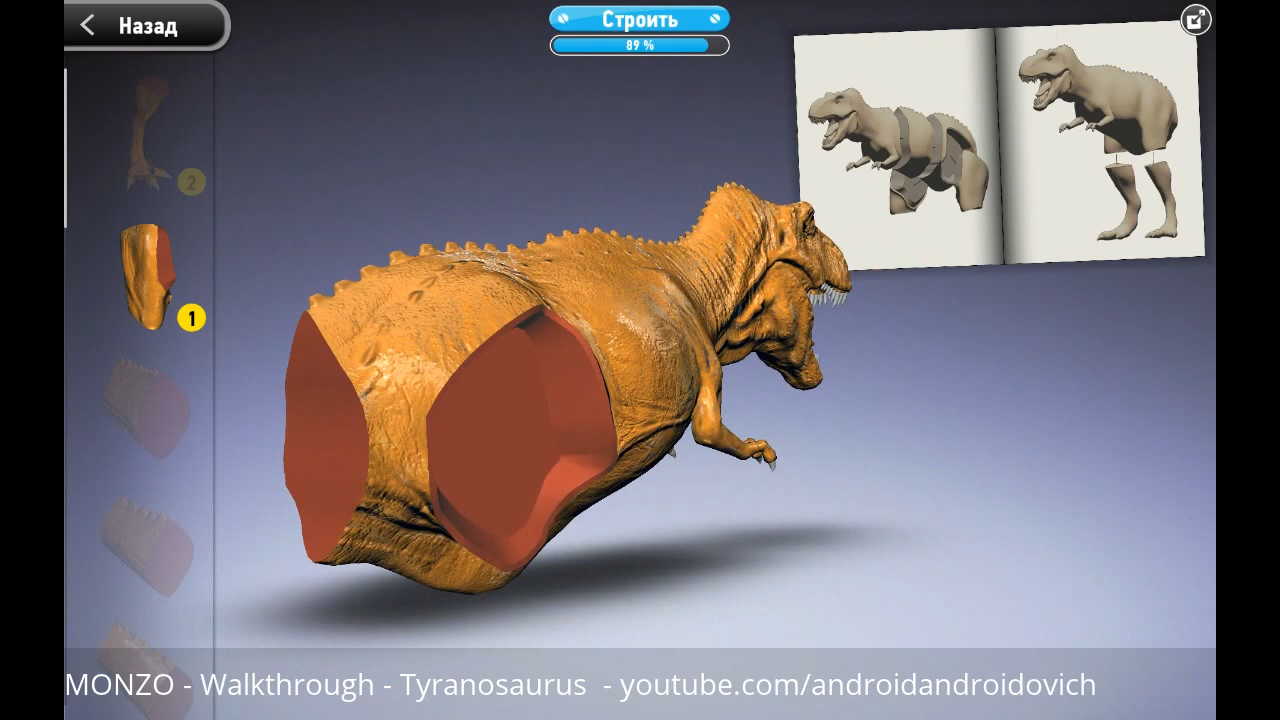 Назад
Строить
89 %
2
1
MONZO - Walkthrough - Tyranosaurus - youtube.com/androidandroidovich